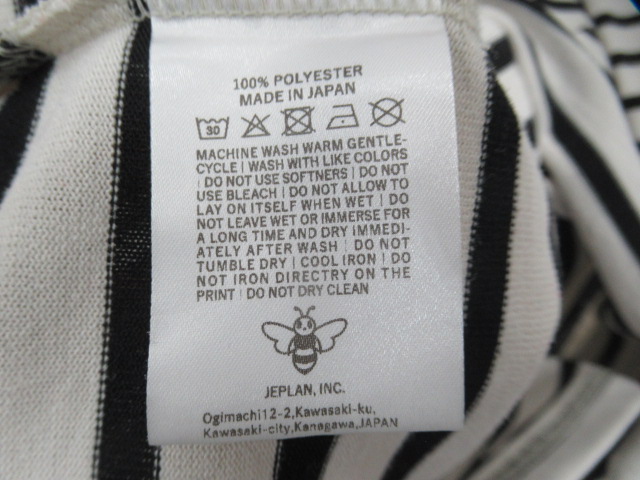 100% POLYESTER
MADE IN JAPAN
30
MACHINE WASH WARM GENTLE-
CYCLE | WASH WITH LIKE COLORS
| DO NOT USE SOFTNERS | DO NOT
USE BLEACH | DO NOT ALLOW TO
LAY ON ITSELF WHEN WET | DO
NOT LEAVE WET OR IMMERSE FOR
A LONG TIME AND DRY IMMEDI-
ATELY AFTER WASH | DO NOT
TUMBLE DRY | COOL IRON | DO
NOT IRON DIRECTRY ON THE
PRINT | DO NOT DRY CLEAN
JEPLAN, INC.
Ogimachi12-2,Kawasaki-ku,
Kawasaki-city,Kanagawa,JAPAN